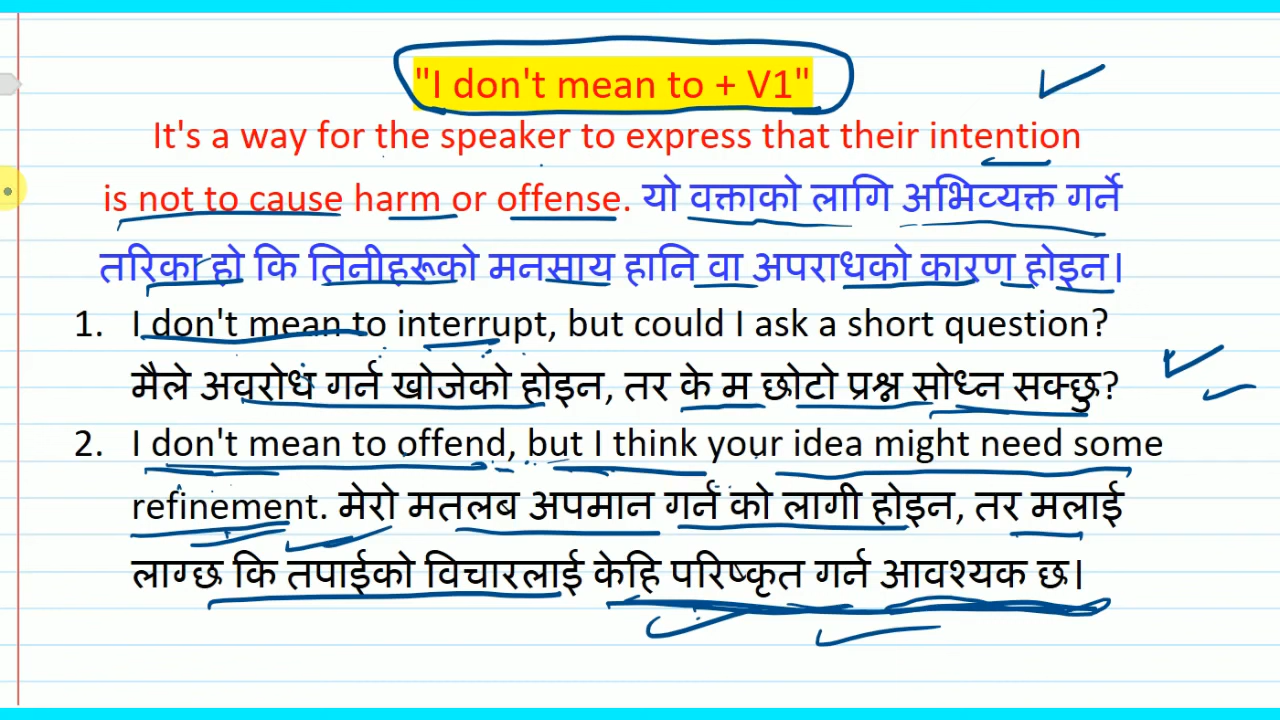 "I don't mean to + V1"
It's a way for the speaker to express that their intention
is not to cause harm or offense. यो वक्ताको लागि अभिव्यक्त गर्ने
तरिका हो कि तिनीहरूको मनसाय हानि वा अपराधको कारण होइन।
1. I don't mean to interrupt, but could I ask a short question?
मैले अवरोध गर्न खोजेको होइन, तर के म छोटो प्रश्न सोध्न सक्छु?
2. I don't mean to offend, but I think your idea might need some
refinement. मेरो मतलब अपमान गर्न को लागी होइन, तर मलाई
लाग्छ कि तपाईको विचारलाई केहि परिष्कृत गर्न आवश्यक छ।